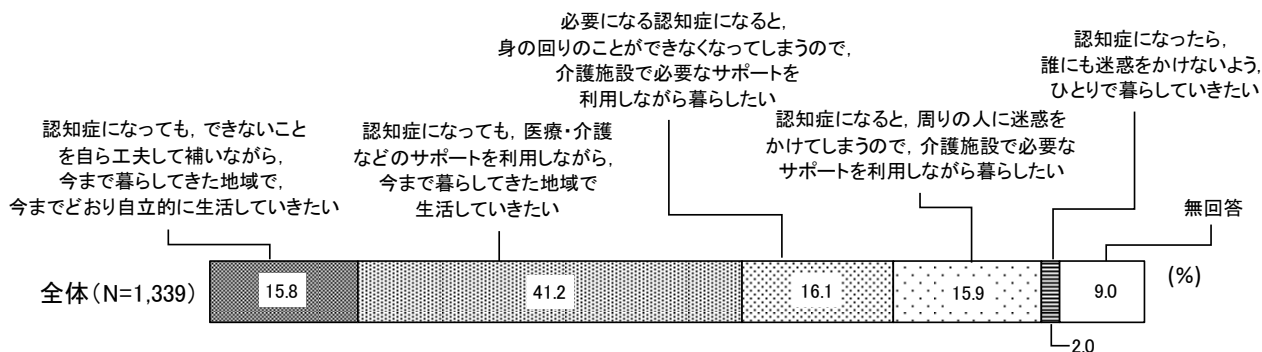 必要になる認知症になると，
身の回りのことができなくなってしまうので，
介護施設で必要なサポートを
利用しながら暮らしたい
認知症になったら，
誰にも迷惑をかけないよう，
ひとりで暮らしていきたい
認知症になっても，できないこと
を自ら工夫して補いながら，
今まで暮らしてきた地域で，
今までどおり自立的に生活していきたい
認知症になっても，医療・介護
などのサポートを利用しながら，
今まで暮らしてきた地域で
生活していきたい
認知症になると，周りの人に迷惑を
かけてしまうので，介護施設で必要な
サポートを利用しながら暮らしたい
無回答
全体（N=1,339）
15.8
41.2
16.1
15.9
2.0
9.0
(%)